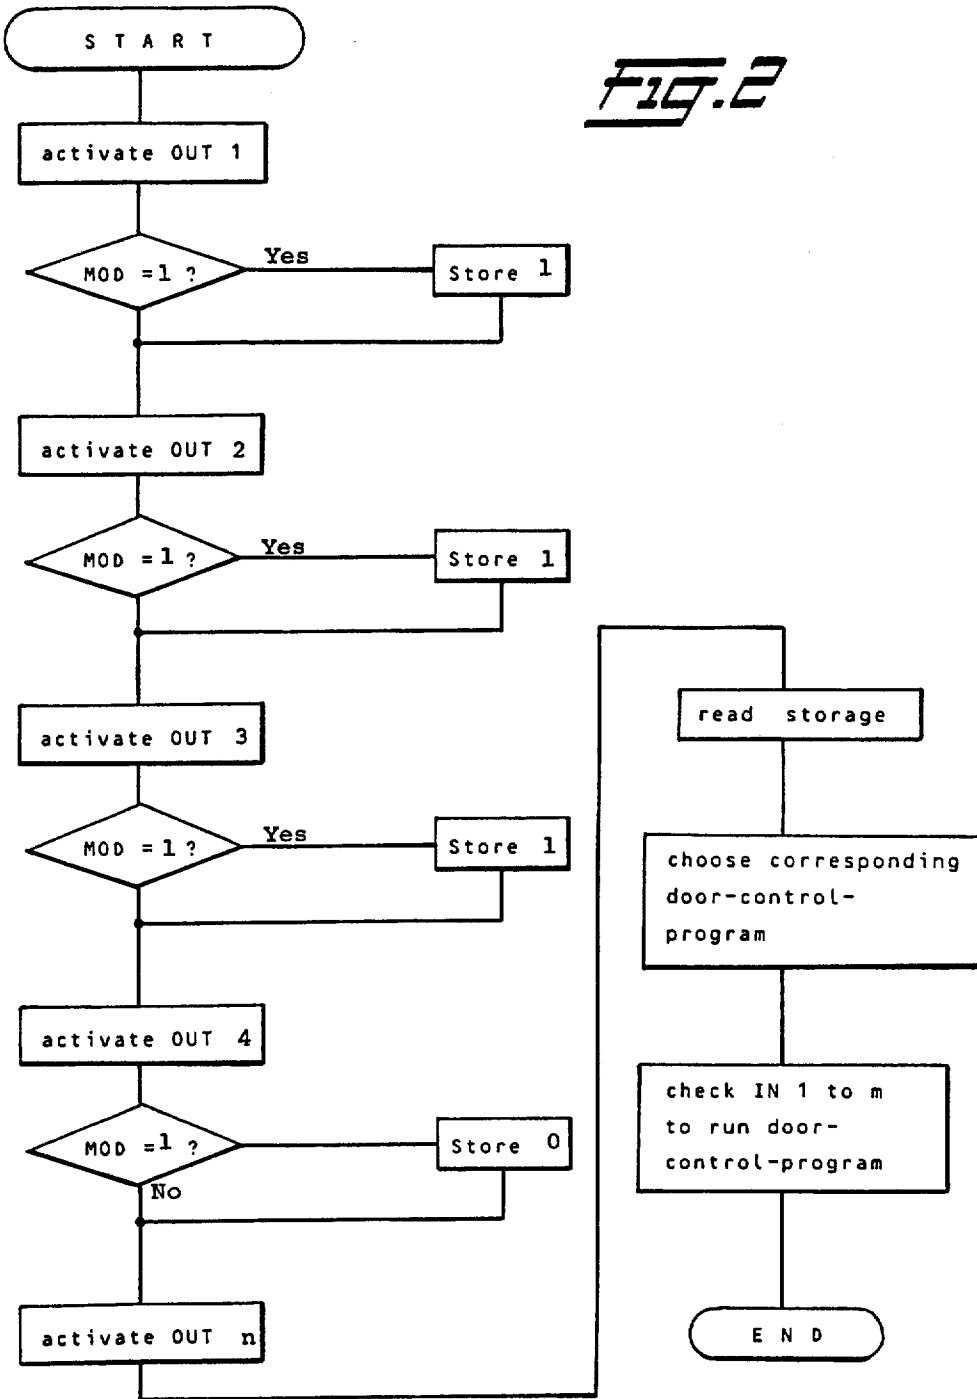 START
Fig.2
activate OUT 1
MOD =1 ?
Yes
Store 1
activate OUT 2
MOD =1 ?
Yes
Store 1
activate OUT 3
MOD =1 ?
Yes
Store 1
activate OUT 4
MOD =1 ?
No
Store 0
activate OUT n
read storage
choose corresponding
door-control-
program
check IN 1 to m
to run door-
control-program
END